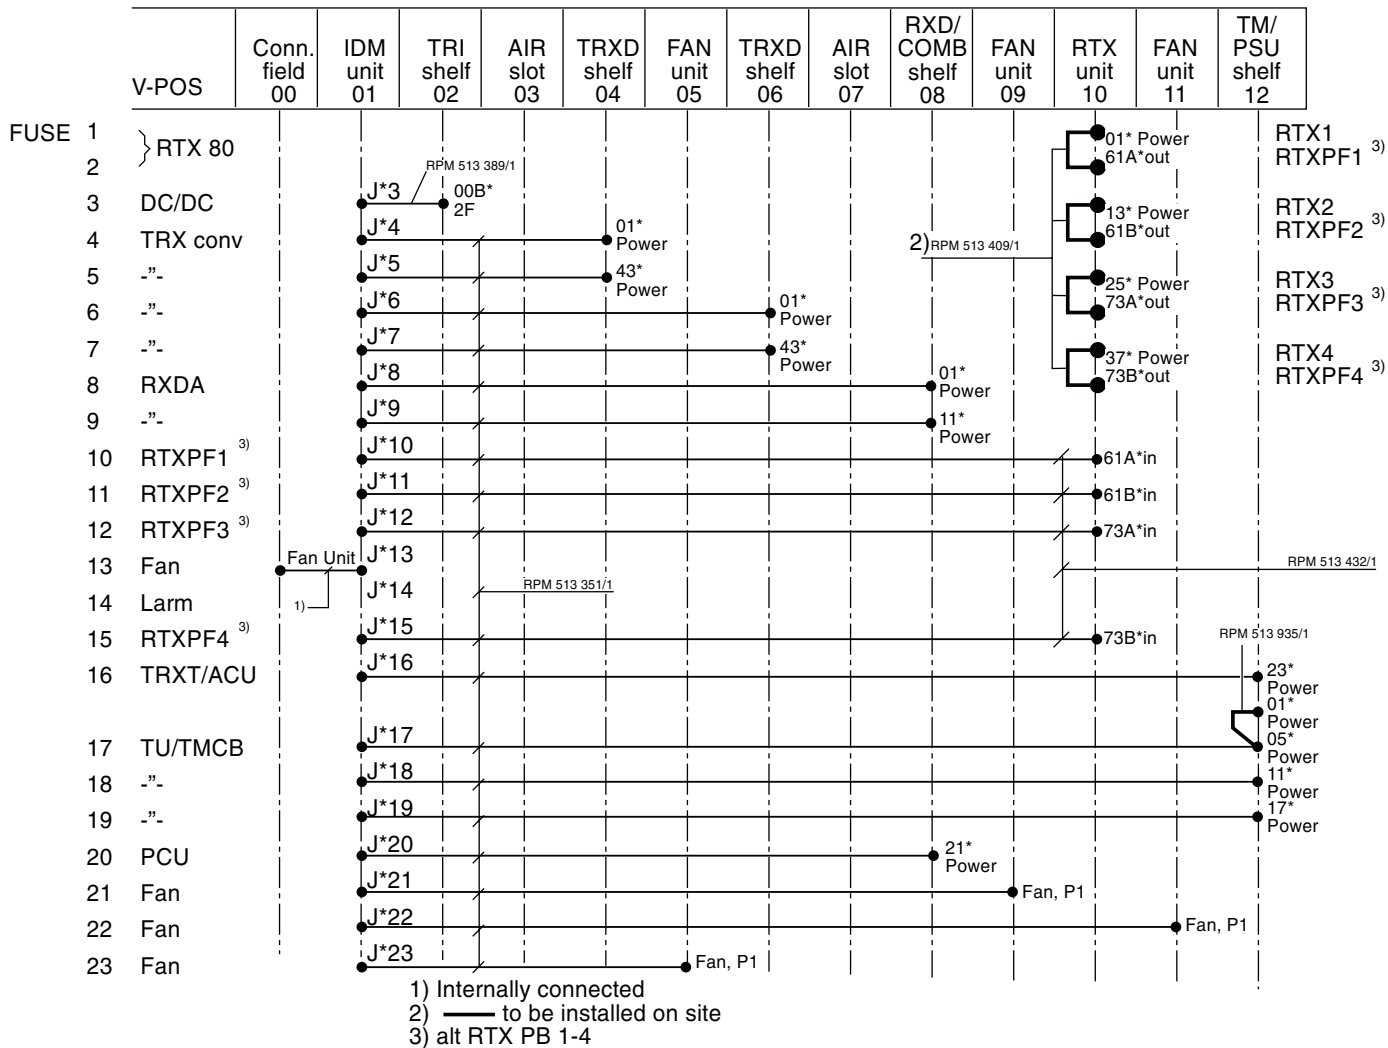 V-POS
Conn. field 00
IDM unit 01
TRI shelf 02
AIR slot 03
TRXD shelf 04
FAN unit 05
TRXD shelf 06
AIR slot 07
RXD/ COMB shelf 08
FAN unit 09
RTX unit 10
FAN unit 11
TM/ PSU shelf 12
FUSE 1
2
} RTX 80
01* Power
61A*out
RTX1
RTXPF1 3)
RPM 513 389/1
3 DC/DC J*3 00B*
2F
13* Power
61B*out
RTX2
RTXPF2 3)
4 TRX conv J*4 01*
Power
2) RPM 513 409/1
5 -”- J*5 43*
Power
25* Power
73A*out
RTX3
RTXPF3 3)
6 -”- J*6 01*
Power
7 -”- J*7 43*
Power
37* Power
73B*out
RTX4
RTXPF4 3)
8 RXDA J*8 01*
Power
9 -”- J*9 11*
Power
10 RTXPF1 3) J*10 61A*in
11 RTXPF2 3) J*11 61B*in
12 RTXPF3 3) J*12 73A*in
13 Fan Fan Unit J*13
RPM 513 432/1
14 Larm 1) J*14 RPM 513 351/1
15 RTXPF4 3) J*15 73B*in
RPM 513 935/1
16 TRXT/ACU J*16 23*
Power
01*
Power
17 TU/TMCB J*17 05*
Power
18 -”- J*18 11*
Power
19 -”- J*19 17*
Power
20 PCU J*20 21*
Power
21 Fan J*21 Fan, P1
22 Fan J*22 Fan, P1
23 Fan J*23 Fan, P1
1) Internally connected
2) to be installed on site
3) alt RTX PB 1-4